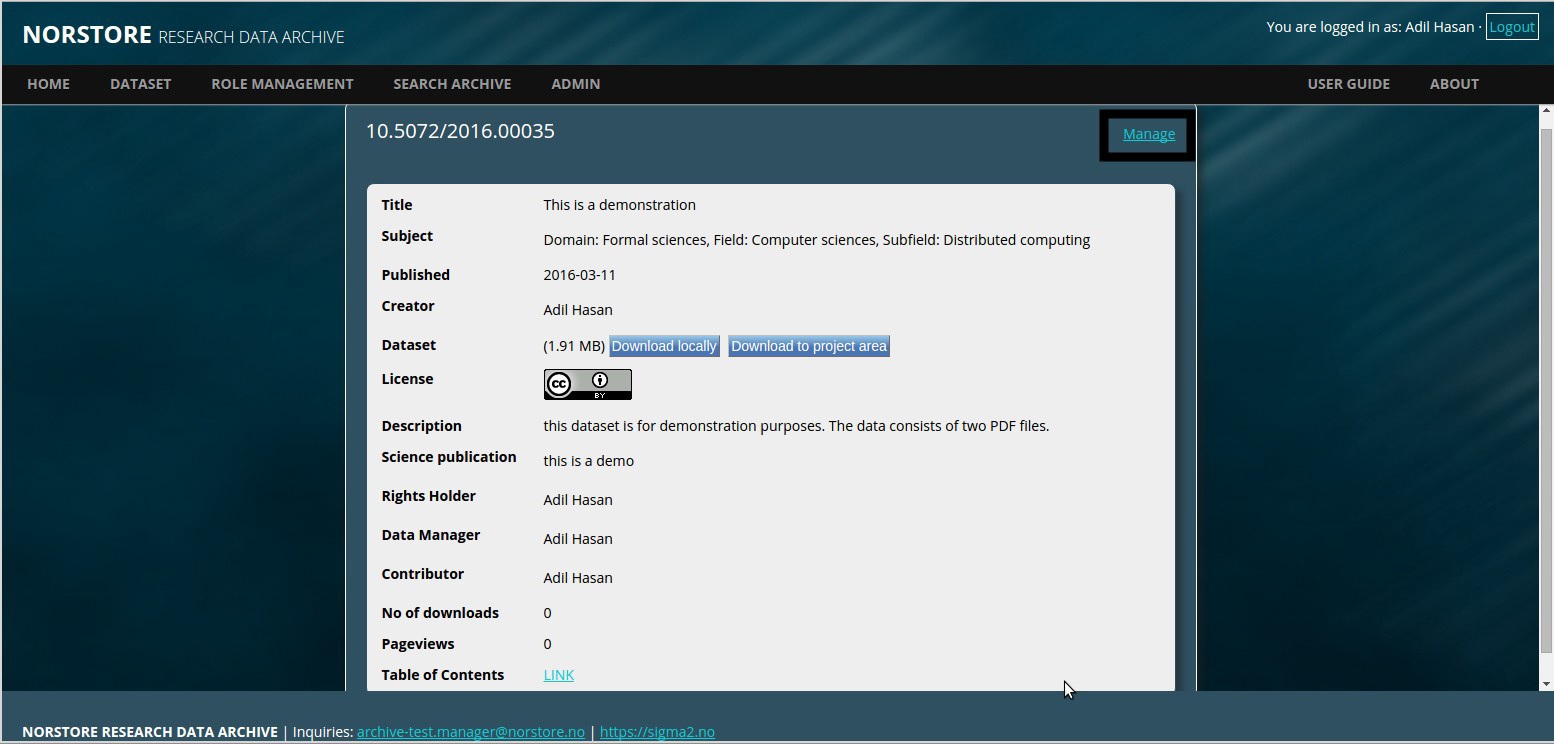 NORSTORE RESEARCH DATA ARCHIVE
You are logged in as: Adil Hasan · Logout
HOME DATASET ROLE MANAGEMENT SEARCH ARCHIVE ADMIN USER GUIDE ABOUT
10.5072/2016.00035
Manage
Title This is a demonstration
Subject Domain: Formal sciences, Field: Computer sciences, Subfield: Distributed computing
Published 2016-03-11
Creator Adil Hasan
Dataset (1.91 MB) Download locally Download to project area
License cc BY
Description this dataset is for demonstration purposes. The data consists of two PDF files.
Science publication this is a demo
Rights Holder Adil Hasan
Data Manager Adil Hasan
Contributor Adil Hasan
No of downloads 0
Pageviews 0
Table of Contents LINK
NORSTORE RESEARCH DATA ARCHIVE | Inquiries: archive-test.manager@norstore.no | https://sigma2.no